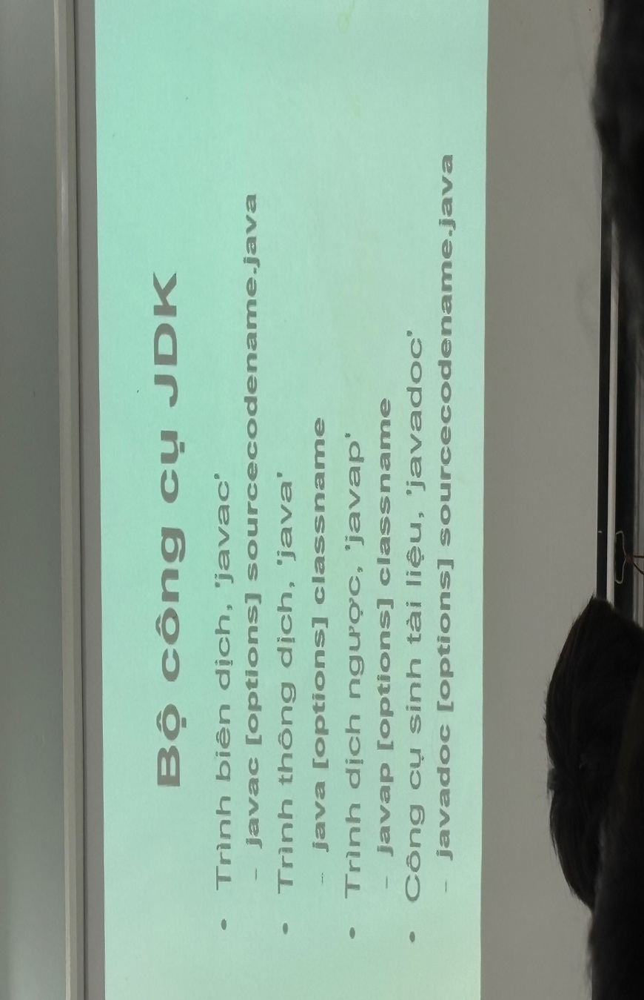 Bộ công cụ JDK
• Trình biên dịch, 'javac'
– javac [options] sourcecodename.java
• Trình thông dịch, 'java'
– java [options] classname
• Trình dịch ngược, 'javap'
– javap [options] classname
• Công cụ sinh tài liệu, 'javadoc'
– javadoc [options] sourcecodename.java